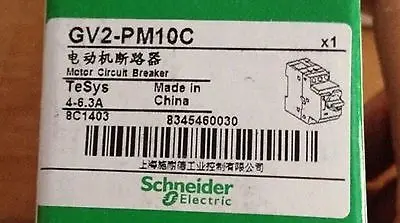 GV2-PM10C
x1
电动机断路器
Motor Circuit Breaker
TeSys
Made in
4-6.3A
China
8C1403
8345460030
上海施耐德工业控制有限公司
Schneider
Electric